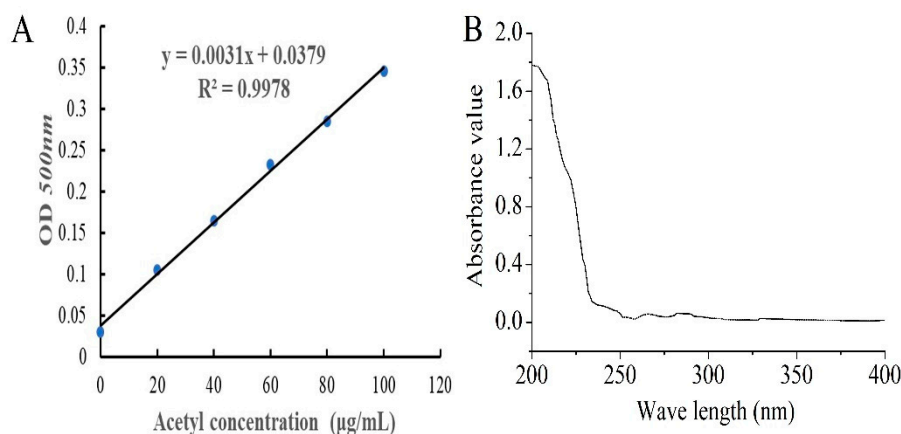 A
y = 0.0031x + 0.0379
R² = 0.9978
0.4
0.35
0.3
0.25
0.2
0.15
0.1
0.05
0
OD 500nm
0 20 40 60 80 100 120
Acetyl concentration (µg/mL)
B
1.8
1.6
1.2
0.8
0.4
0.0
Absorbance value
200 250 300 350 400
Wave length (nm)